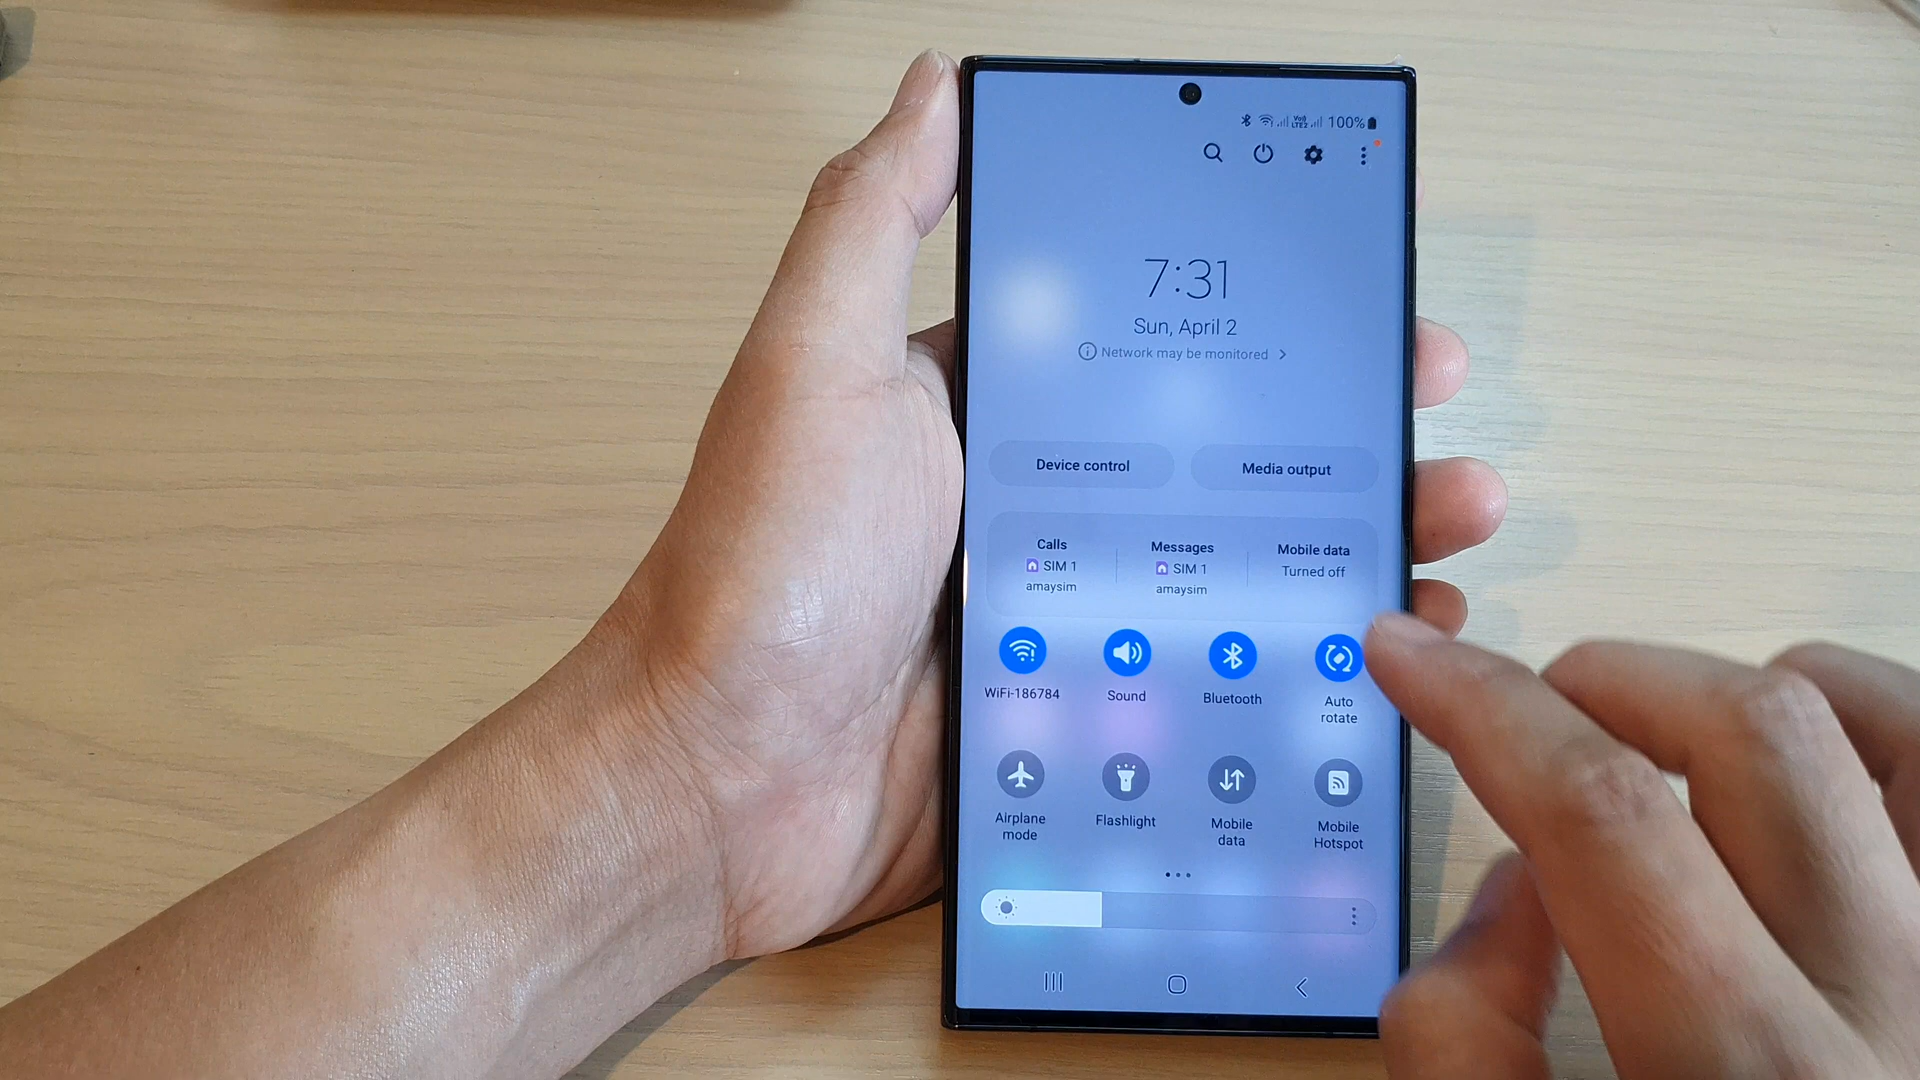 Voi) LTE2 100%
7:31
Sun, April 2
Network may be monitored
Device control
Media output
Calls
SIM 1
amaysim
Messages
SIM 1
amaysim
Mobile data
Turned off
WiFi-186784
Sound
Bluetooth
Auto
rotate
Airplane
mode
Flashlight
Mobile
data
Mobile
Hotspot